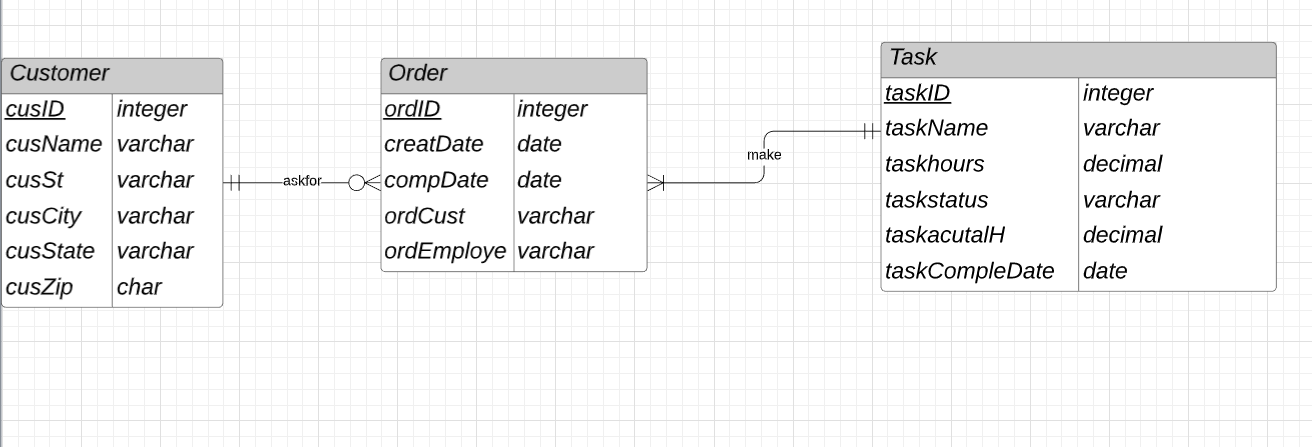 Customer
cusID integer
cusName varchar
cusSt varchar
cusCity varchar
cusState varchar
cusZip char
askfor
Order
ordID integer
creatDate date
compDate date
ordCust varchar
ordEmploye varchar
make
Task
taskID integer
taskName varchar
taskhours decimal
taskstatus varchar
taskacutalH decimal
taskCompleDate date